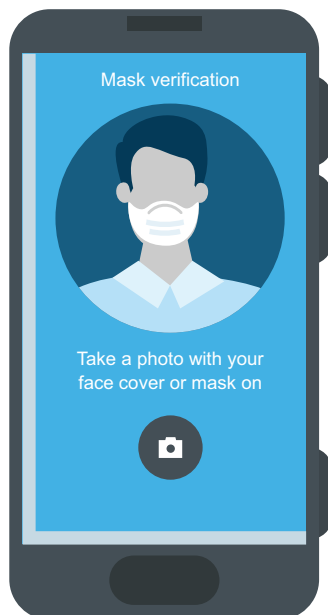 Mask verification
Take a photo with your
face cover or mask on